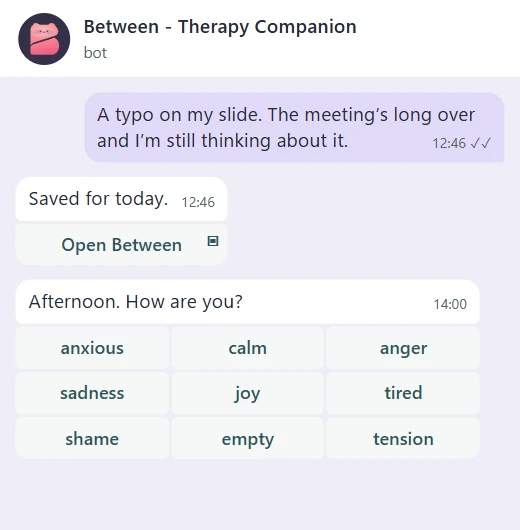 Between - Therapy Companion
bot
A typo on my slide. The meeting’s long over
and I’m still thinking about it. 12:46
Saved for today. 12:46
Open Between
Afternoon. How are you? 14:00
anxious calm anger
sadness joy tired
shame empty tension